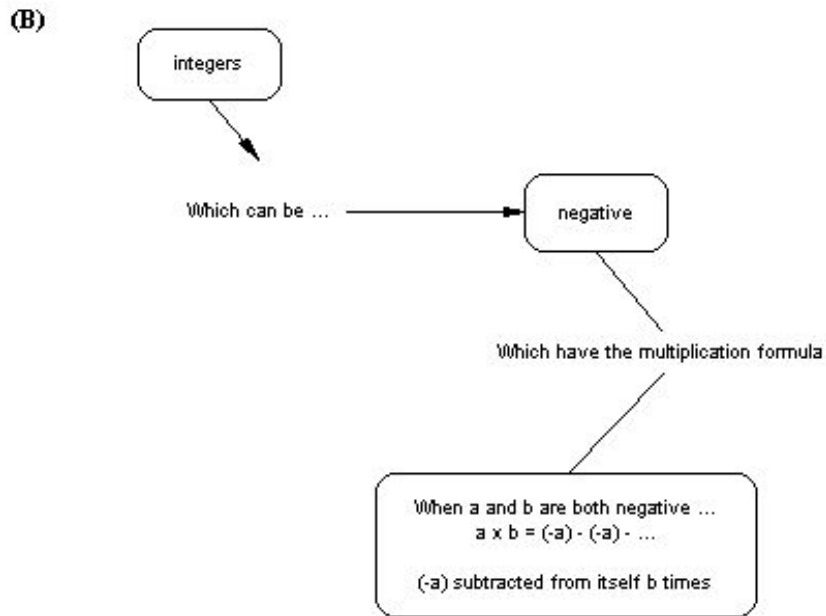 (B)
integers
Which can be ...
negative
Which have the multiplication formula
When a and b are both negative ...
a x b = (-a) - (-a) - ...
(-a) subtracted from itself b times